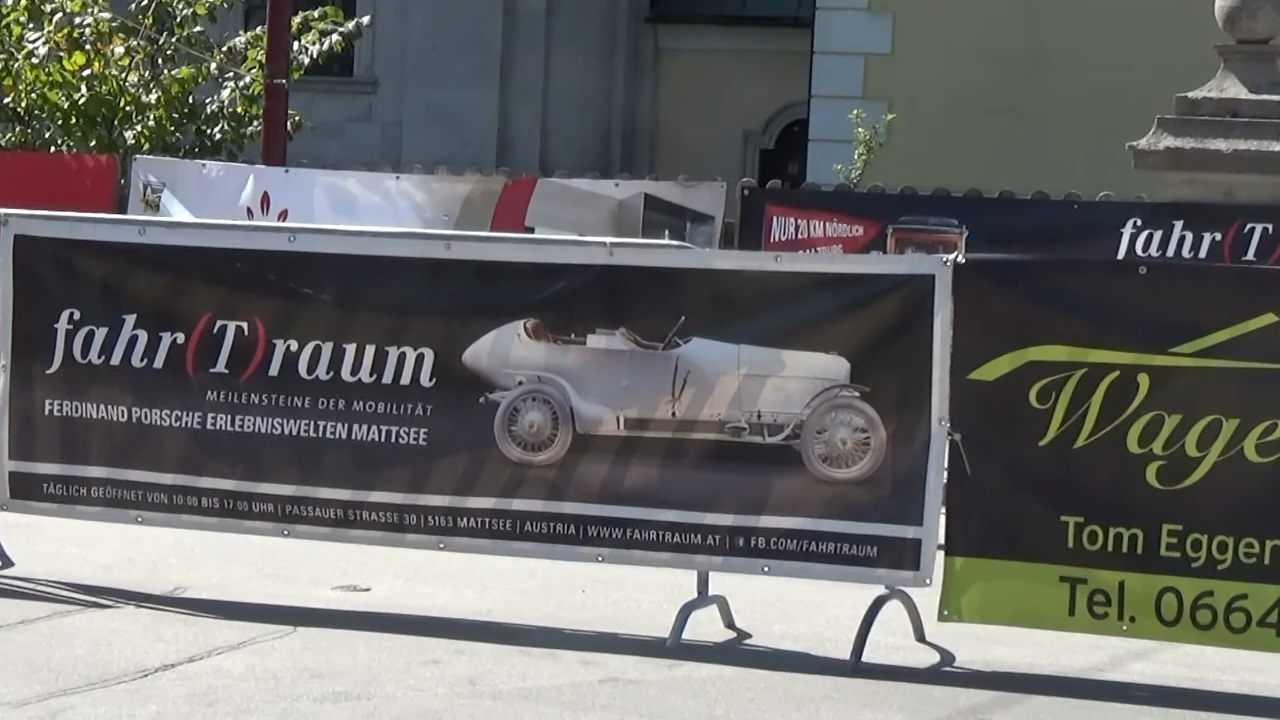 NUR 20 KM NÖRDLICH
fahr(T)
fahr(T)raum
MEILENSTEINE DER MOBILITÄT
FERDINAND PORSCHE ERLEBNISWELTEN MATTSEE
TÄGLICH GEÖFFNET VON 10:00 BIS 17:00 UHR | PASSAUER STRASSE 30 | 5163 MATTSEE | AUSTRIA | WWW.FAHRTRAUM.AT | FB.COM/FAHRTRAUM
Wage
Tom Egger
Tel. 0664